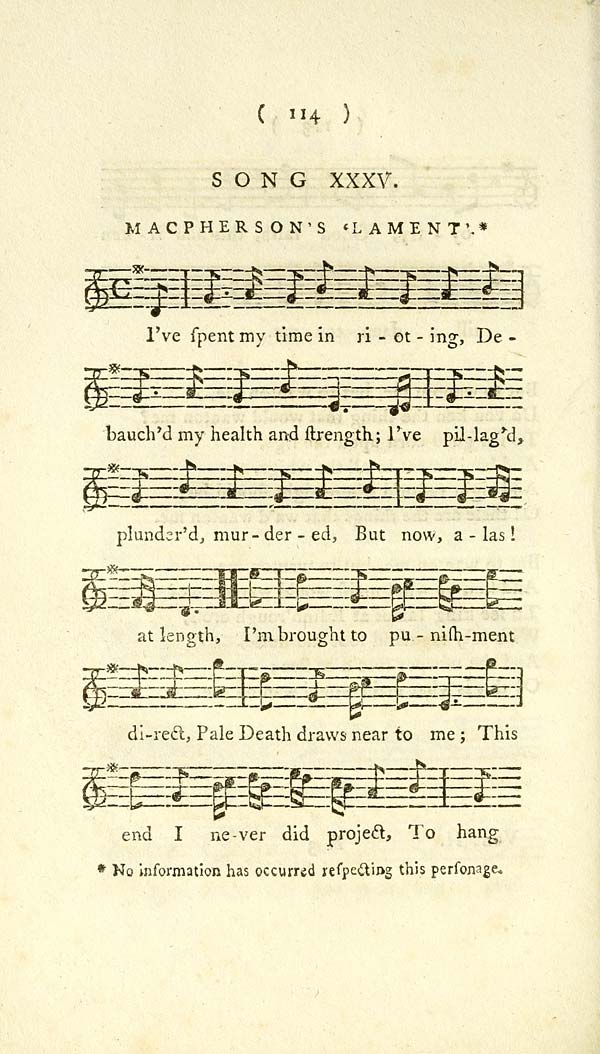 ( 114 )
SONG XXXV.
MACPHERSON'S ‘LAMENT’.*
I've ſpent my time in ri - ot - ing, De -
bauch'd my health and ſtrength; I've pil-lag'd,
plunder'd, mur - der - ed, But now, a - las!
at length, I'm brought to pu - niſh-ment
di-rect, Pale Death draws near to me; This
end I ne-ver did project, To hang
* No information has occurred reſpecting this perſonage.